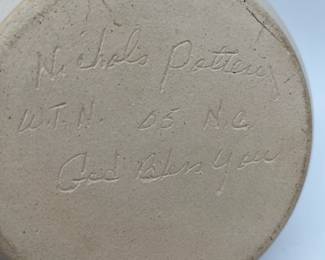 Nichols Pottery
W.T.N. 05 N.C.
God Bless You